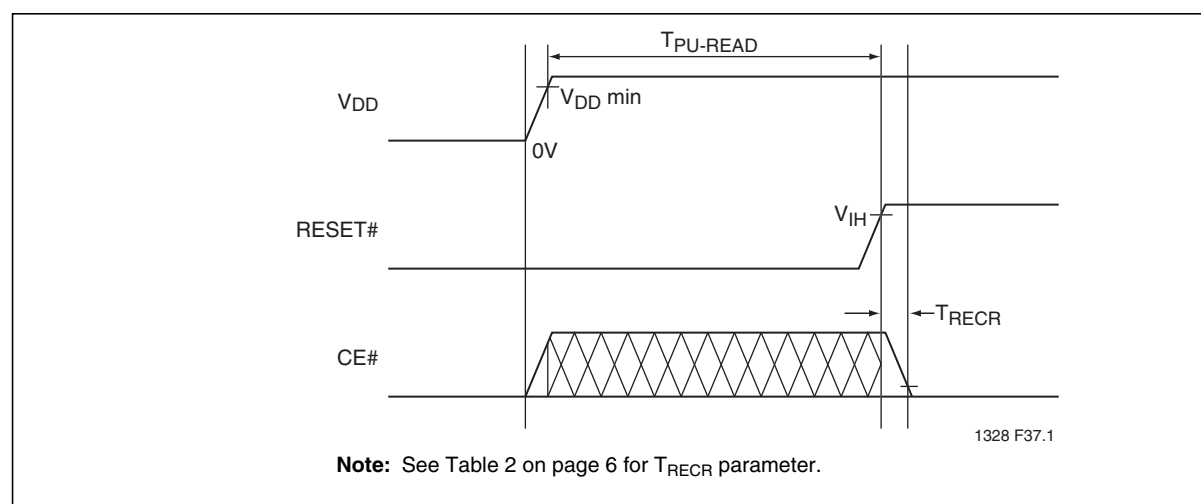 TPU-READ
VDD
VDD min
0V
VIH
RESET#
TRECR
CE#
1328 F37.1
Note: See Table 2 on page 6 for TRECR parameter.